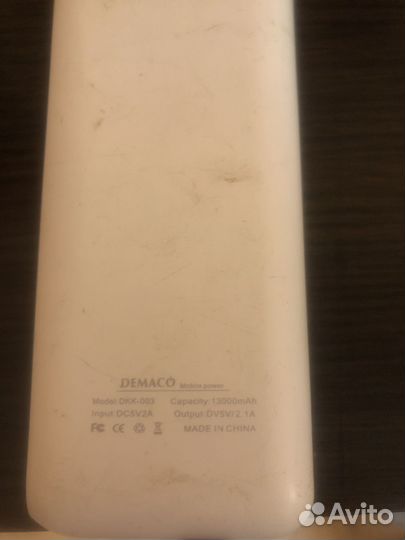 DEMACO Mobile power
Model:DKK-003 Capacity:13000mAh
Input:DC5V2A Output:DV5V/2.1A
FC CE MADE IN CHINA
Avito